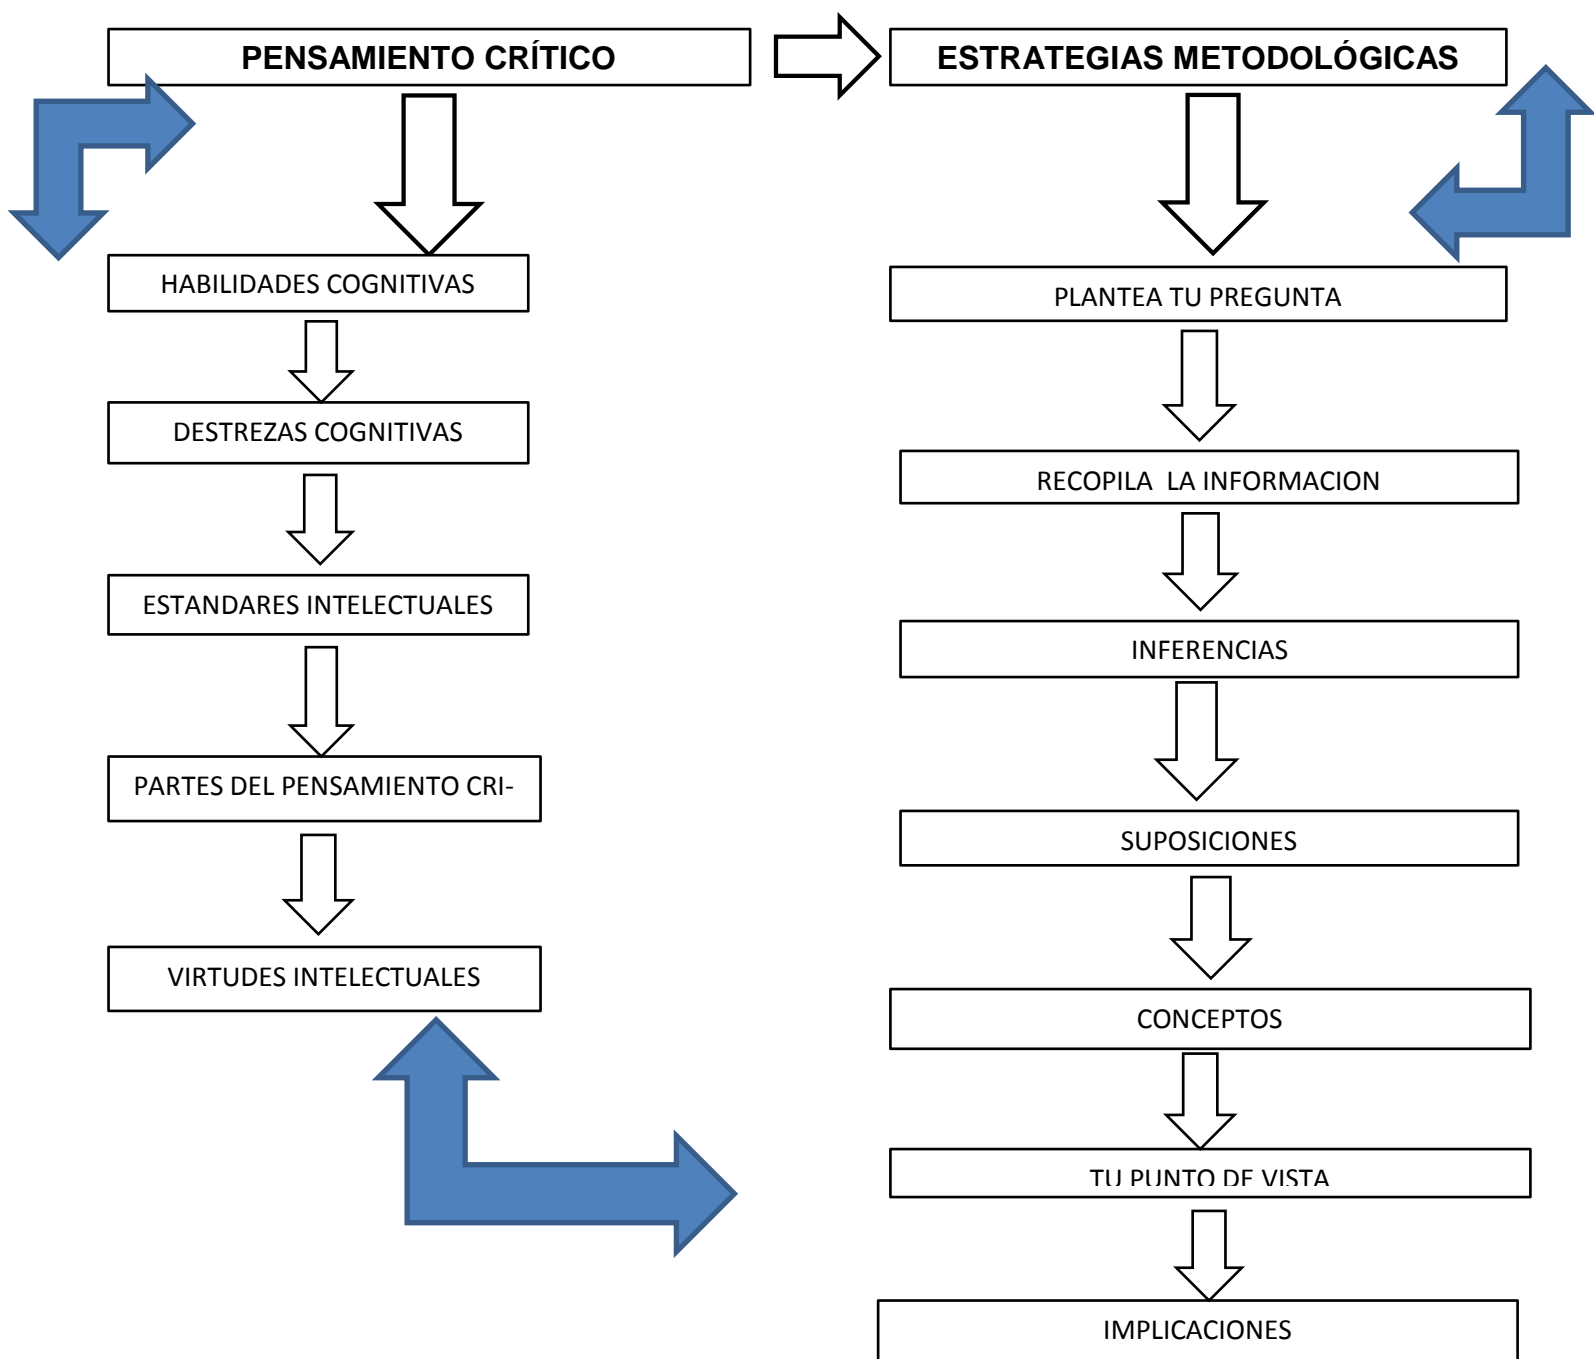 PENSAMIENTO CRÍTICO
HABILIDADES COGNITIVAS
DESTREZAS COGNITIVAS
ESTANDARES INTELECTUALES
PARTES DEL PENSAMIENTO CRI-
VIRTUDES INTELECTUALES
ESTRATEGIAS METODOLÓGICAS
PLANTEA TU PREGUNTA
RECOPILA LA INFORMACION
INFERENCIAS
SUPOSICIONES
CONCEPTOS
TU PUNTO DE VISTA
IMPLICACIONES